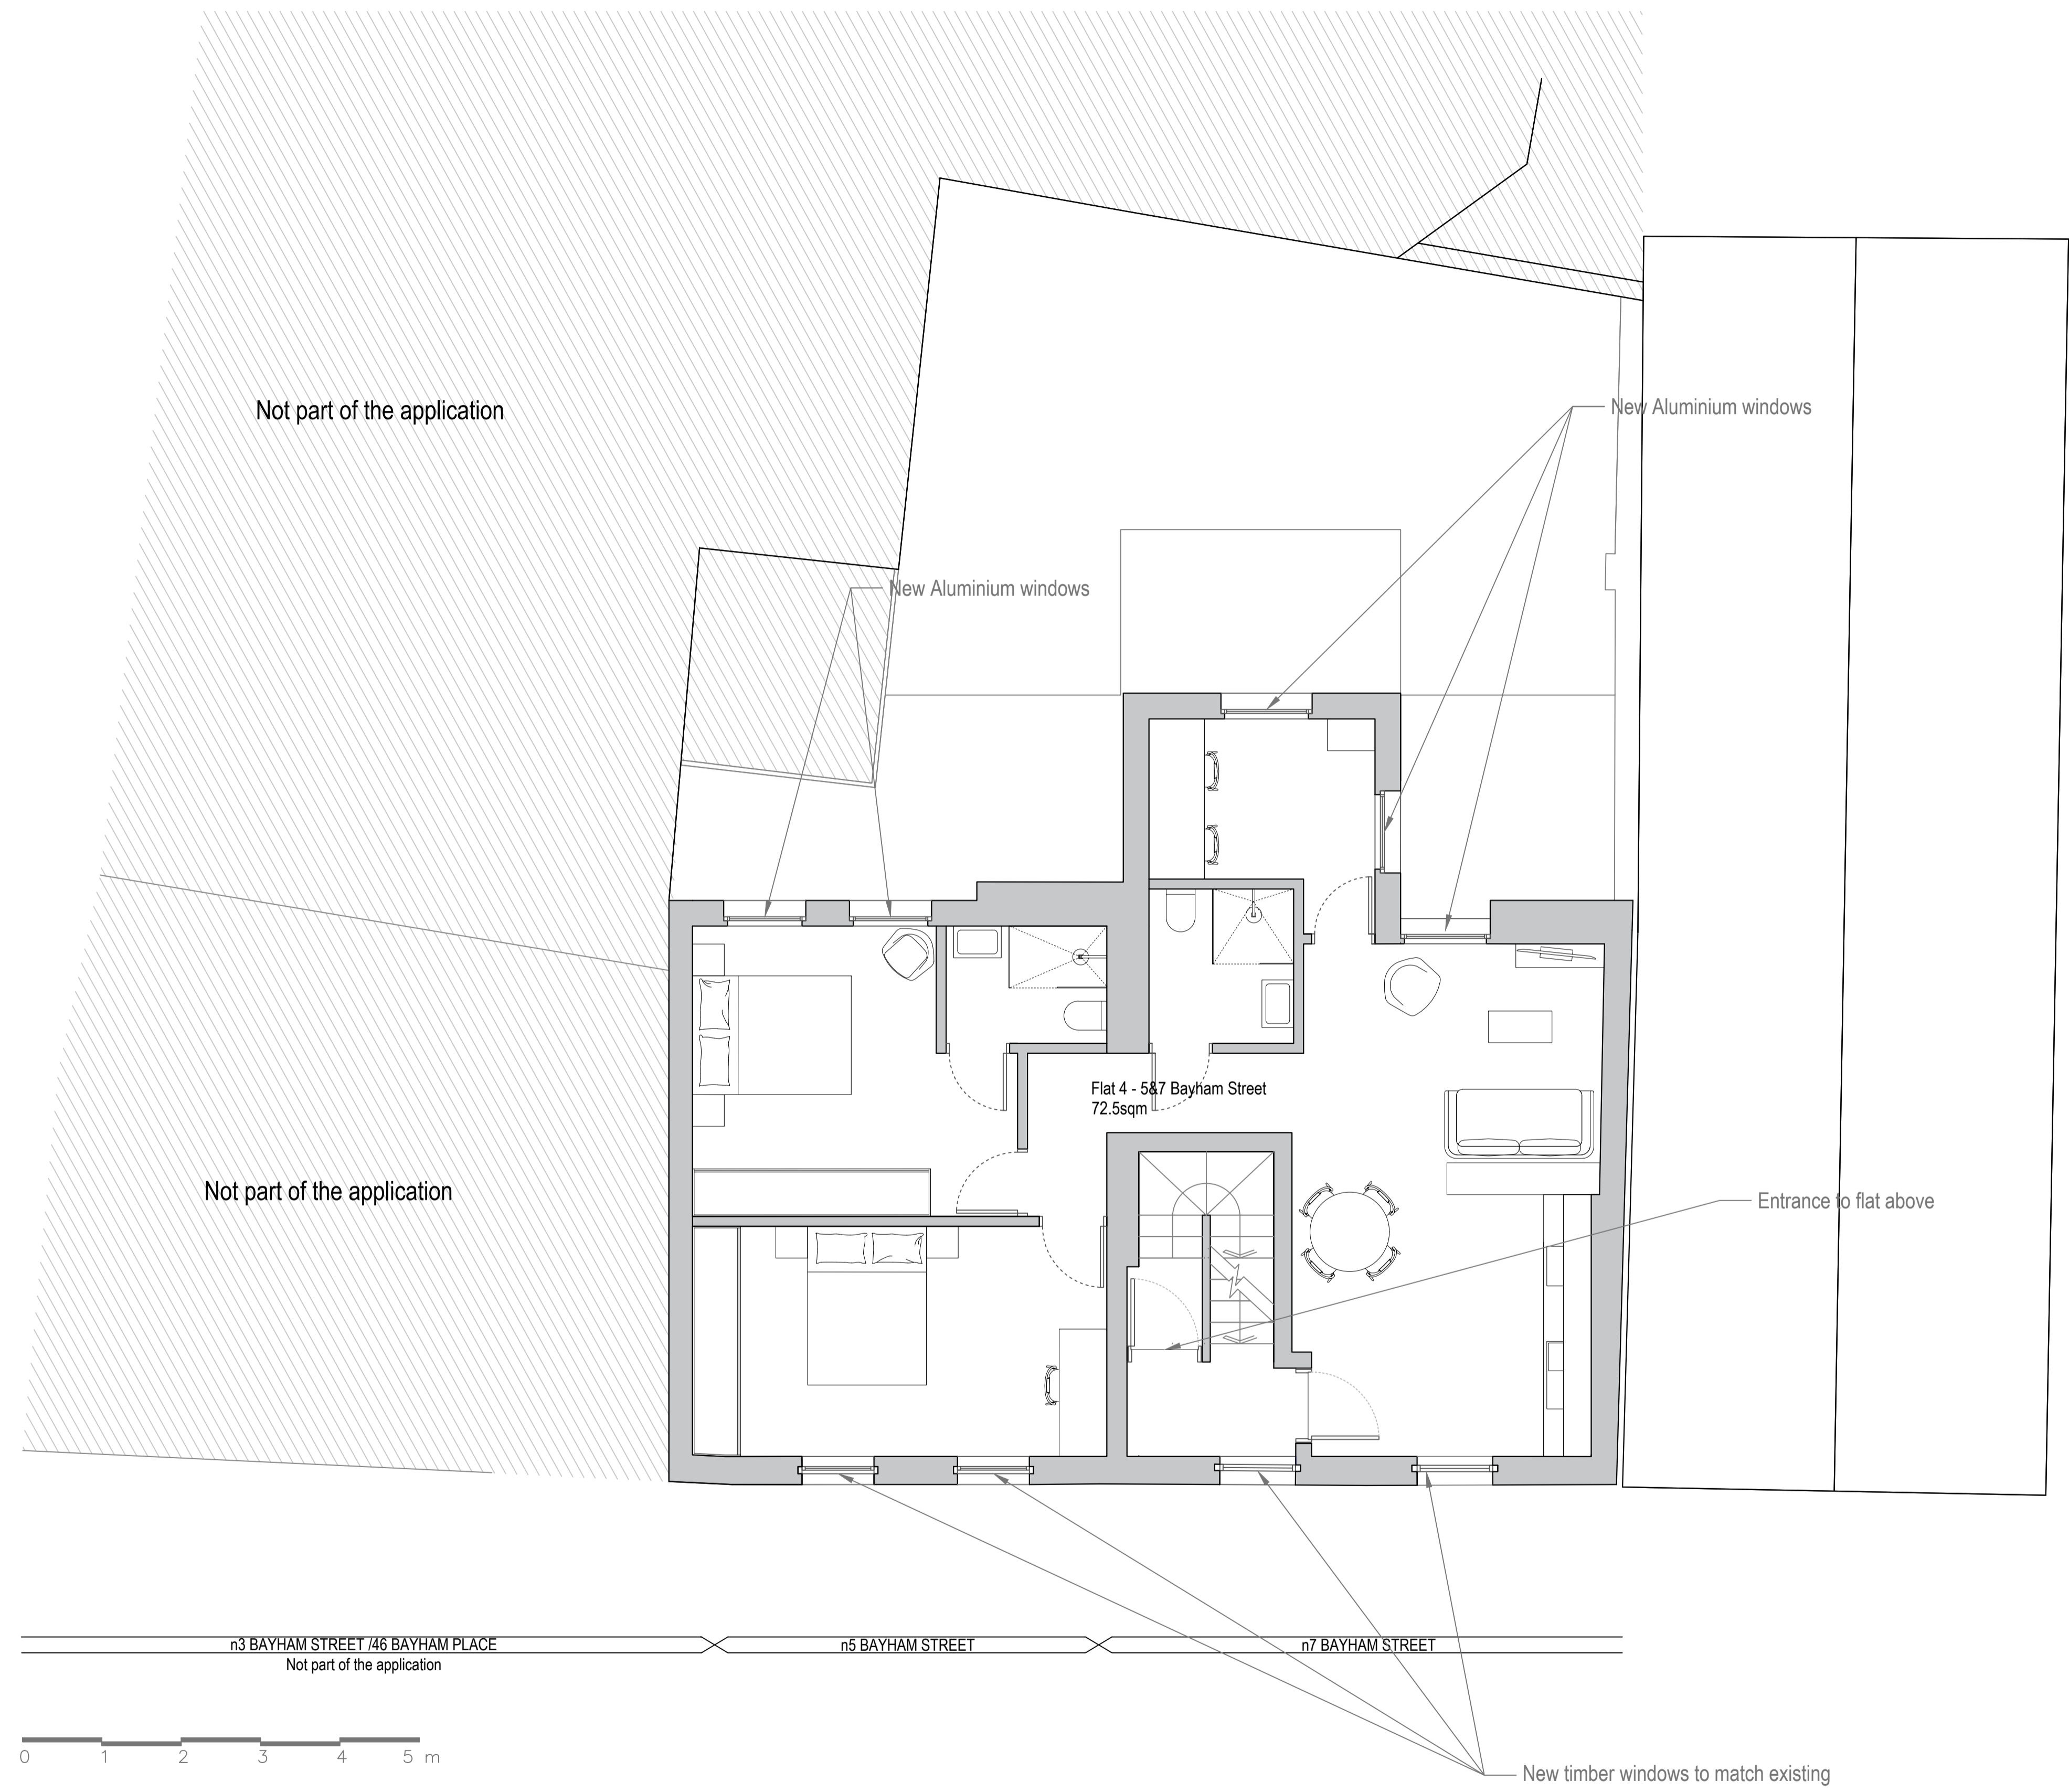 Not part of the application
New Aluminium windows
New Aluminium windows
Flat 4 - 5&7 Bayham Street
72.5sqm
Not part of the application
Entrance to flat above
n3 BAYHAM STREET /46 BAYHAM PLACE
Not part of the application
n5 BAYHAM STREET
n7 BAYHAM STREET
0 1 2 3 4 5 m
New timber windows to match existing